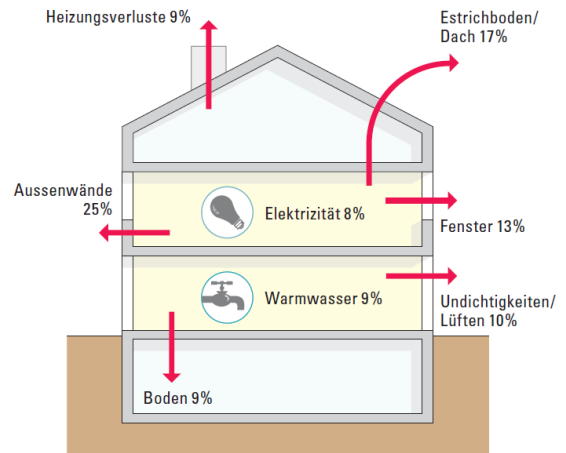 Heizungsverluste 9%
Estrichboden/
Dach 17%
Aussenwände
25%
Elektrizität 8%
Fenster 13%
Warmwasser 9%
Undichtigkeiten/
Lüften 10%
Boden 9%